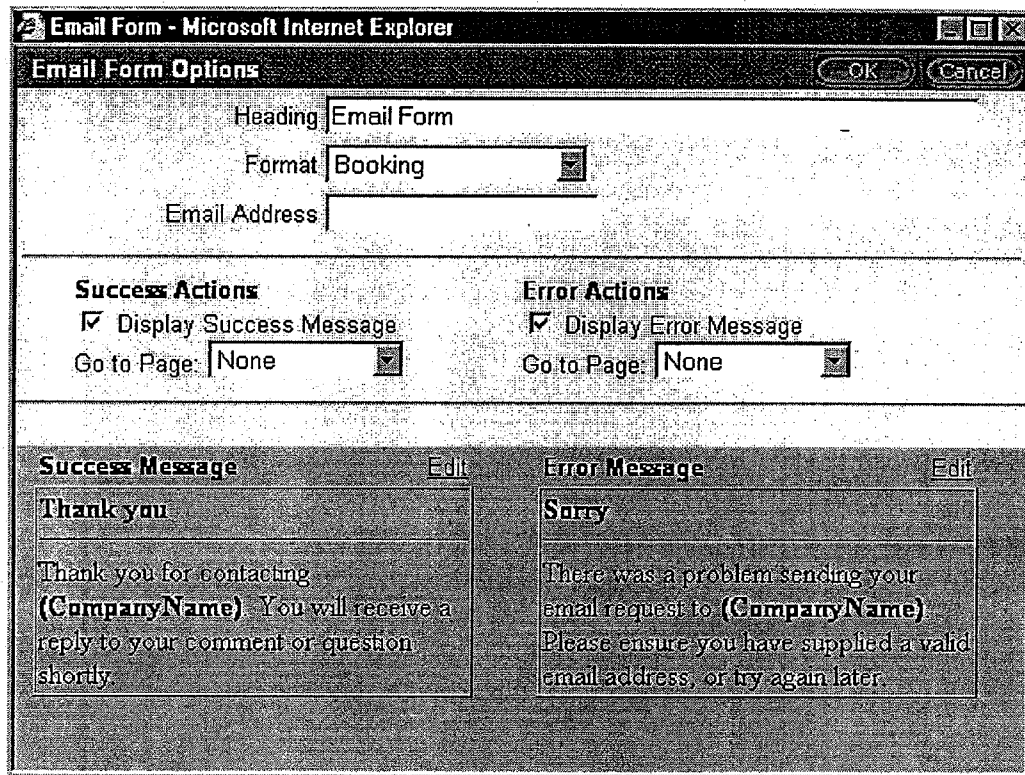 Email Form - Microsoft Internet Explorer
Email Form Options
OK
Cancel
Heading Email Form
Format Booking
Email Address
Success Actions
Display Success Message
Go to Page: None
Error Actions
Display Error Message
Go to Page: None
Success Message
Edit
Thank you
Thank you for contacting
(CompanyName). You will receive a
reply to your comment or question
shortly.
Error Message
Edit
Sorry
There was a problem sending your
email request to (CompanyName).
Please ensure you have supplied a valid
email address, or try again later.